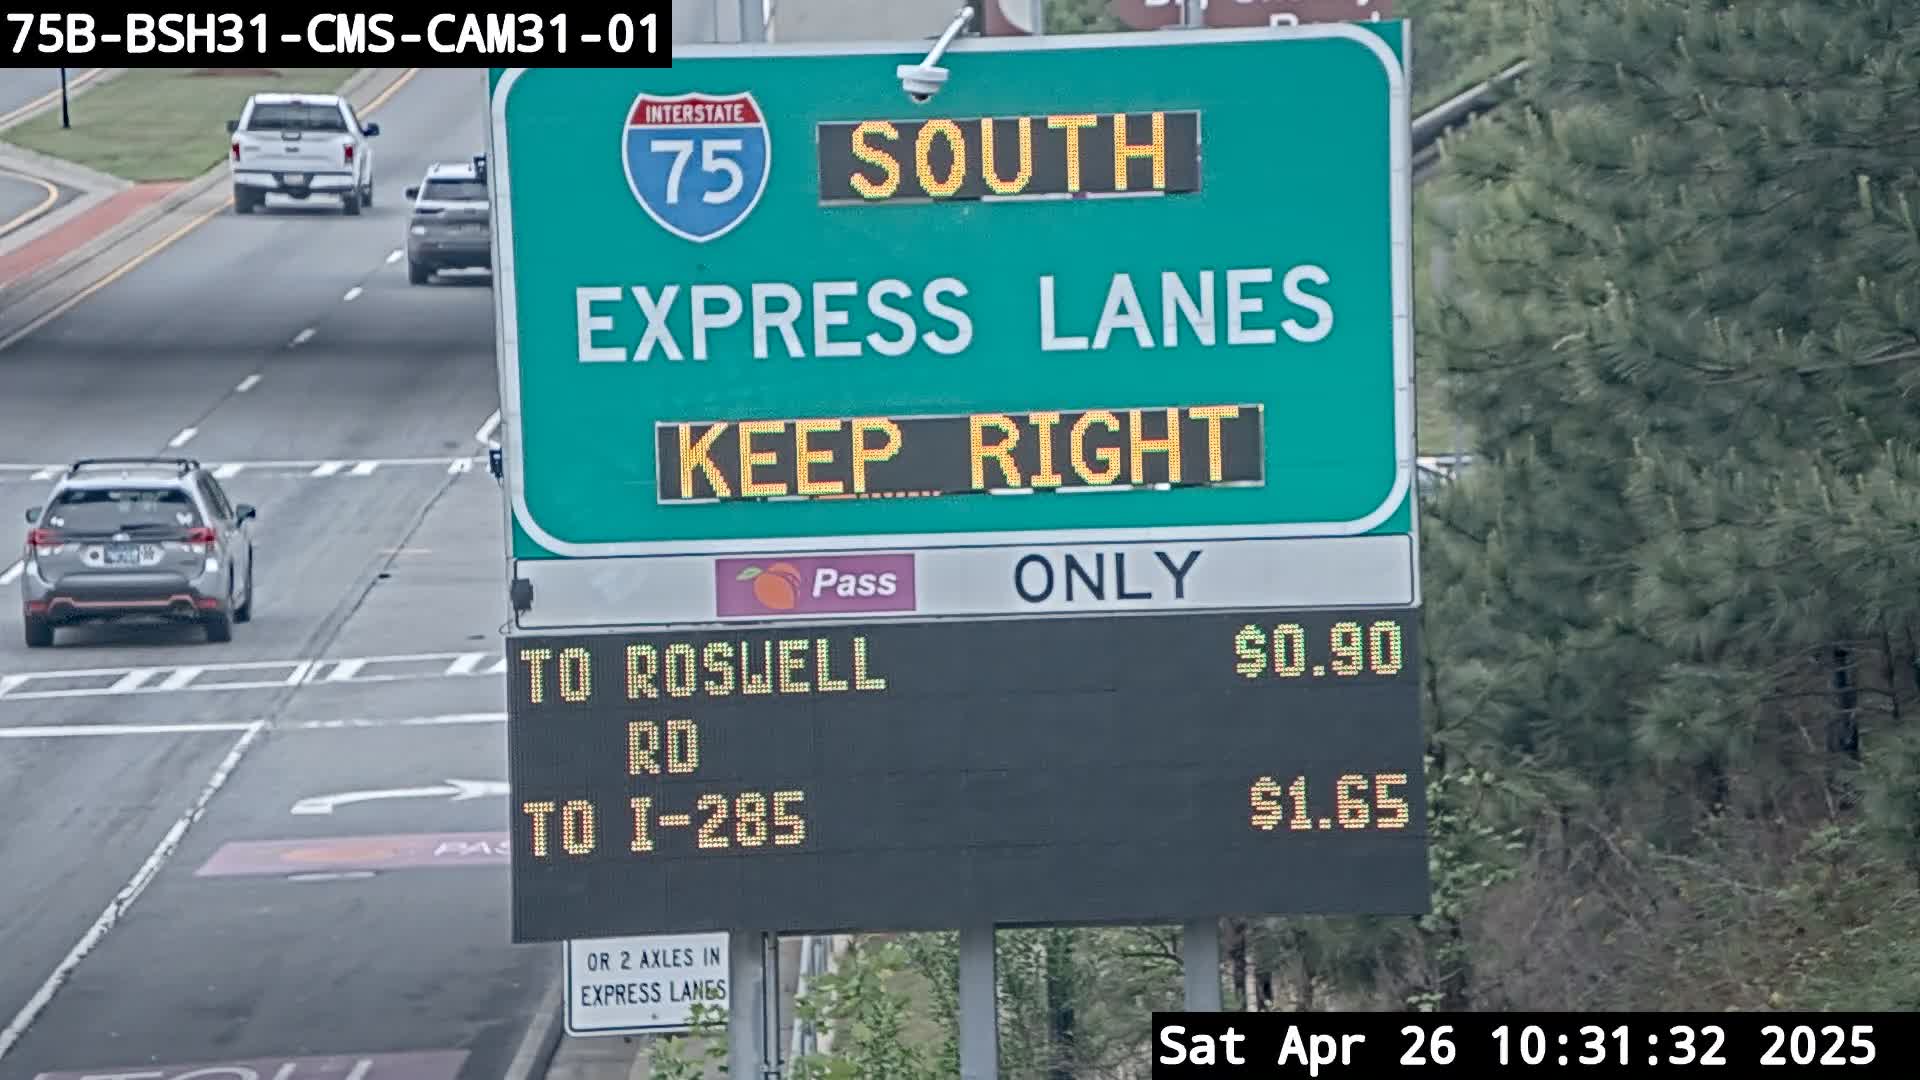 75B-BSH31-CMS-CAM31-01
INTERSTATE
75
SOUTH
EXPRESS LANES
KEEP RIGHT
Pass
ONLY
TO ROSWELL $0.90
RD
TO I-285 $1.65
PAS
OR 2 AXLES IN
EXPRESS LANES
Sat Apr 26 10:31:32 2025